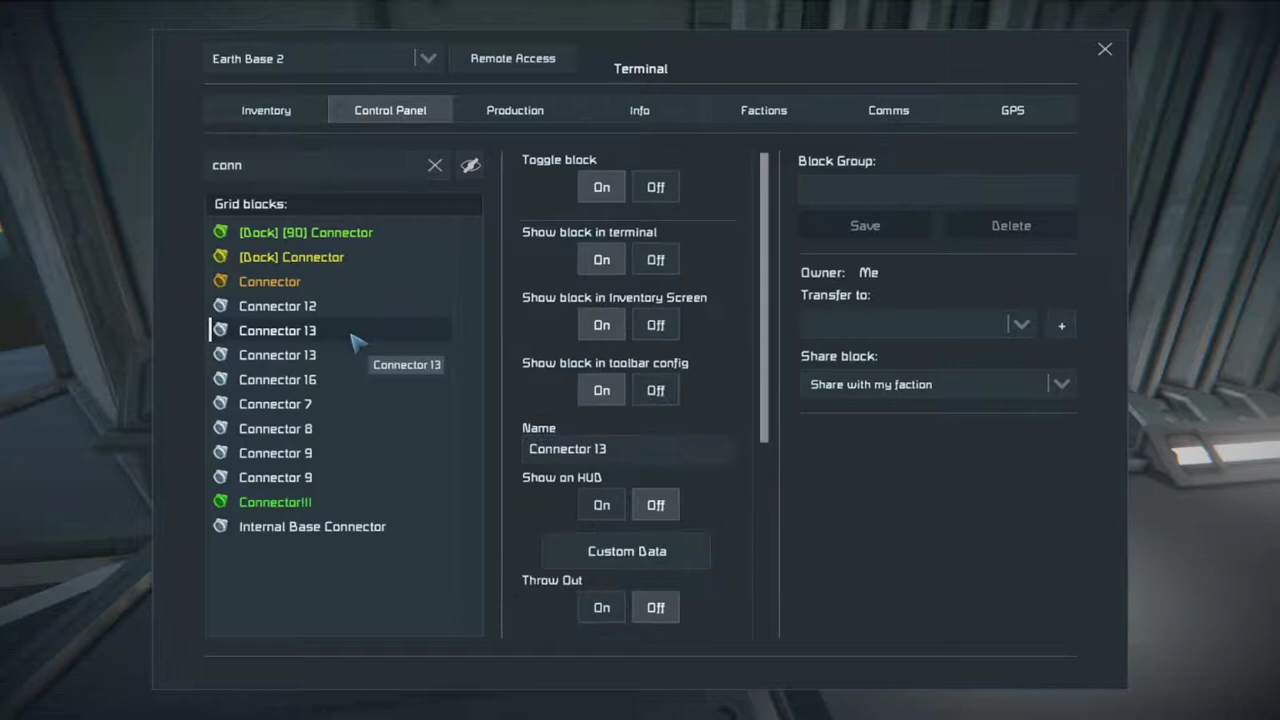 Earth Base 2
Remote Access
Terminal
Inventory
Control Panel
Production
Info
Factions
Comms
GPS
conn
Grid blocks:
[Dock] [90] Connector
[Dock] Connector
Connector
Connector 12
Connector 13
Connector 13
Connector 13
Connector 16
Connector 7
Connector 8
Connector 9
Connector 9
Connector!!!
Internal Base Connector
Toggle block
On Off
Show block in terminal
On Off
Show block in Inventory Screen
On Off
Show block in toolbar config
On Off
Name
Connector 13
Show on HUD
On Off
Custom Data
Throw Out
On Off
Block Group:
Save Delete
Owner: Me
Transfer to:
+
Share block:
Share with my faction